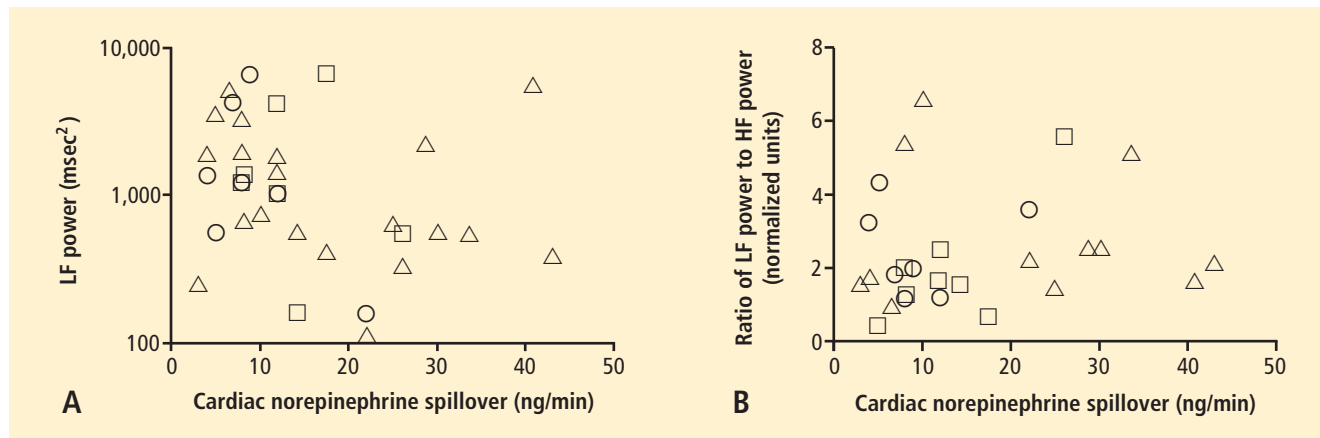 10,000
1,000
100
LF power (msec²)
0 10 20 30 40 50
Cardiac norepinephrine spillover (ng/min)
A
8
6
4
2
0
Ratio of LF power to HF power
(normalized units)
0 10 20 30 40 50
Cardiac norepinephrine spillover (ng/min)
B